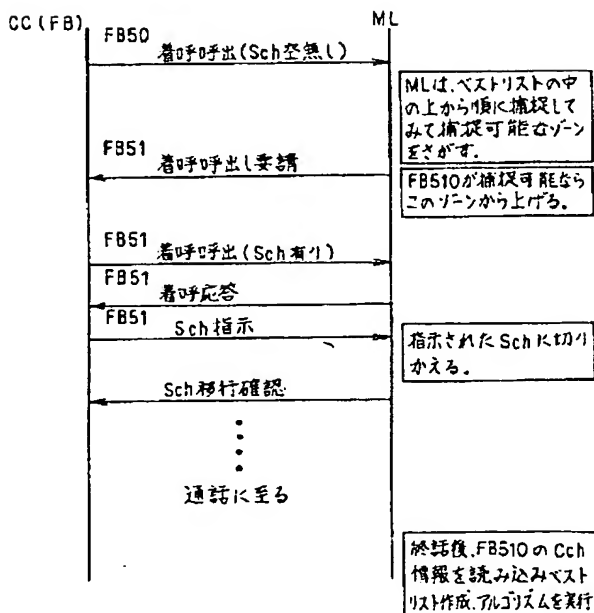 CC (FB)
ML
FB50
着呼呼出(Sch空無し)
MLは、ベストリストの中
の上から順に捕捉して
みて捕捉可能なゾーン
をさがす。
FB51
着呼呼出し要請
FB510が捕捉可能なら
このゾーンから上げる。
FB51
着呼呼出(Sch有り)
FB51
着呼応答
FB51
Sch指示
指示されたSchに切り
かえる。
Sch移行確認
通話に至る
終話後、FB510のCch
情報を読み込みベスト
リスト作成、アルゴリズムを実行